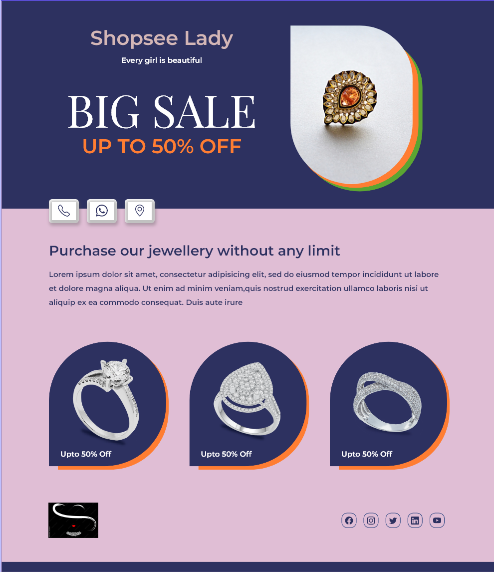 Shopsee Lady
Every girl is beautiful
BIG SALE
UP TO 50% OFF
Purchase our jewellery without any limit
Lorem ipsum dolor sit amet, consectetur adipisicing elit, sed do eiusmod tempor incididunt ut labore
et dolore magna aliqua. Ut enim ad minim veniam,quis nostrud exercitation ullamco laboris nisi ut
aliquip ex ea commodo consequat. Duis aute irure
Upto 50% Off
Upto 50% Off
Upto 50% Off